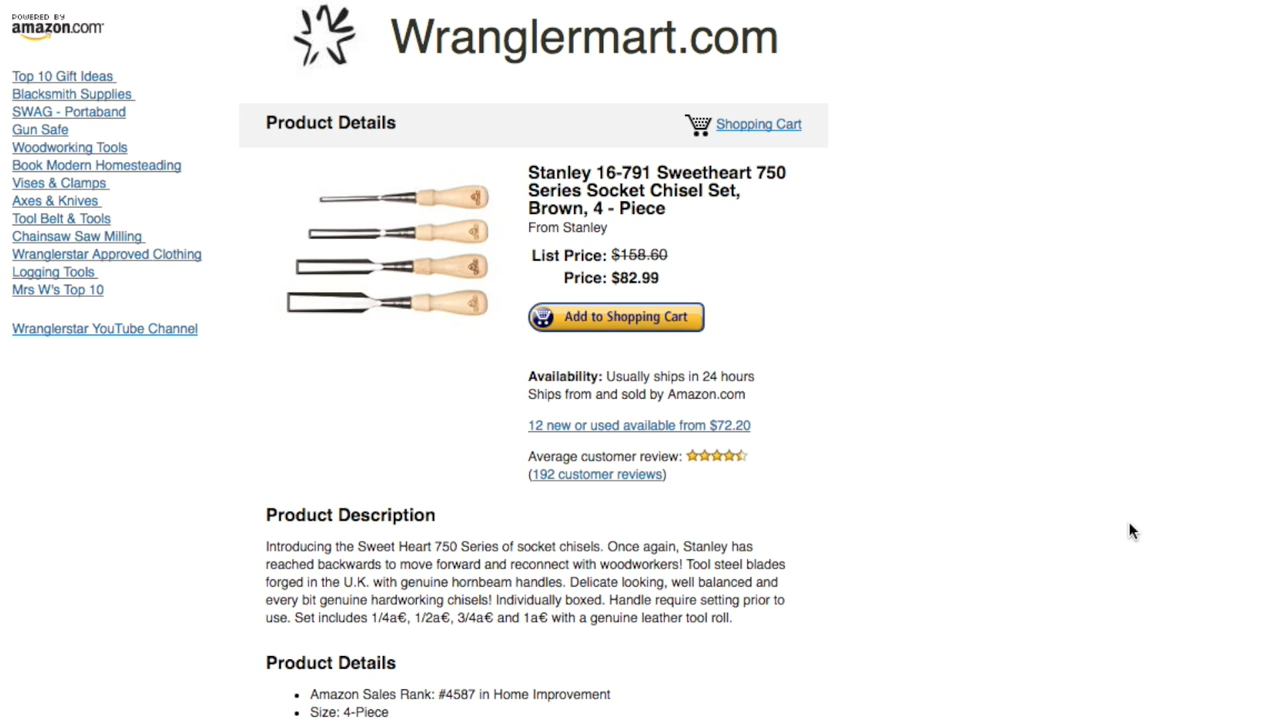 POWERED BY
amazon.com
Wranglermart.com
Top 10 Gift Ideas
Blacksmith Supplies
SWAG - Portaband
Gun Safe
Woodworking Tools
Book Modern Homesteading
Vises & Clamps
Axes & Knives
Tool Belt & Tools
Chainsaw Saw Milling
Wranglerstar Approved Clothing
Logging Tools
Mrs W's Top 10
Wranglerstar YouTube Channel
Product Details
Shopping Cart
Stanley 16-791 Sweetheart 750
Series Socket Chisel Set,
Brown, 4 - Piece
From Stanley
List Price: $158.60
Price: $82.99
Add to Shopping Cart
Availability: Usually ships in 24 hours
Ships from and sold by Amazon.com
12 new or used available from $72.20
Average customer review:
(192 customer reviews)
Product Description
Introducing the Sweet Heart 750 Series of socket chisels. Once again, Stanley has
reached backwards to move forward and reconnect with woodworkers! Tool steel blades
forged in the U.K. with genuine hornbeam handles. Delicate looking, well balanced and
every bit genuine hardworking chisels! Individually boxed. Handle require setting prior to
use. Set includes 1/4a€, 1/2a€, 3/4a€ and 1a€ with a genuine leather tool roll.
Product Details
• Amazon Sales Rank: #4587 in Home Improvement
• Size: 4-Piece